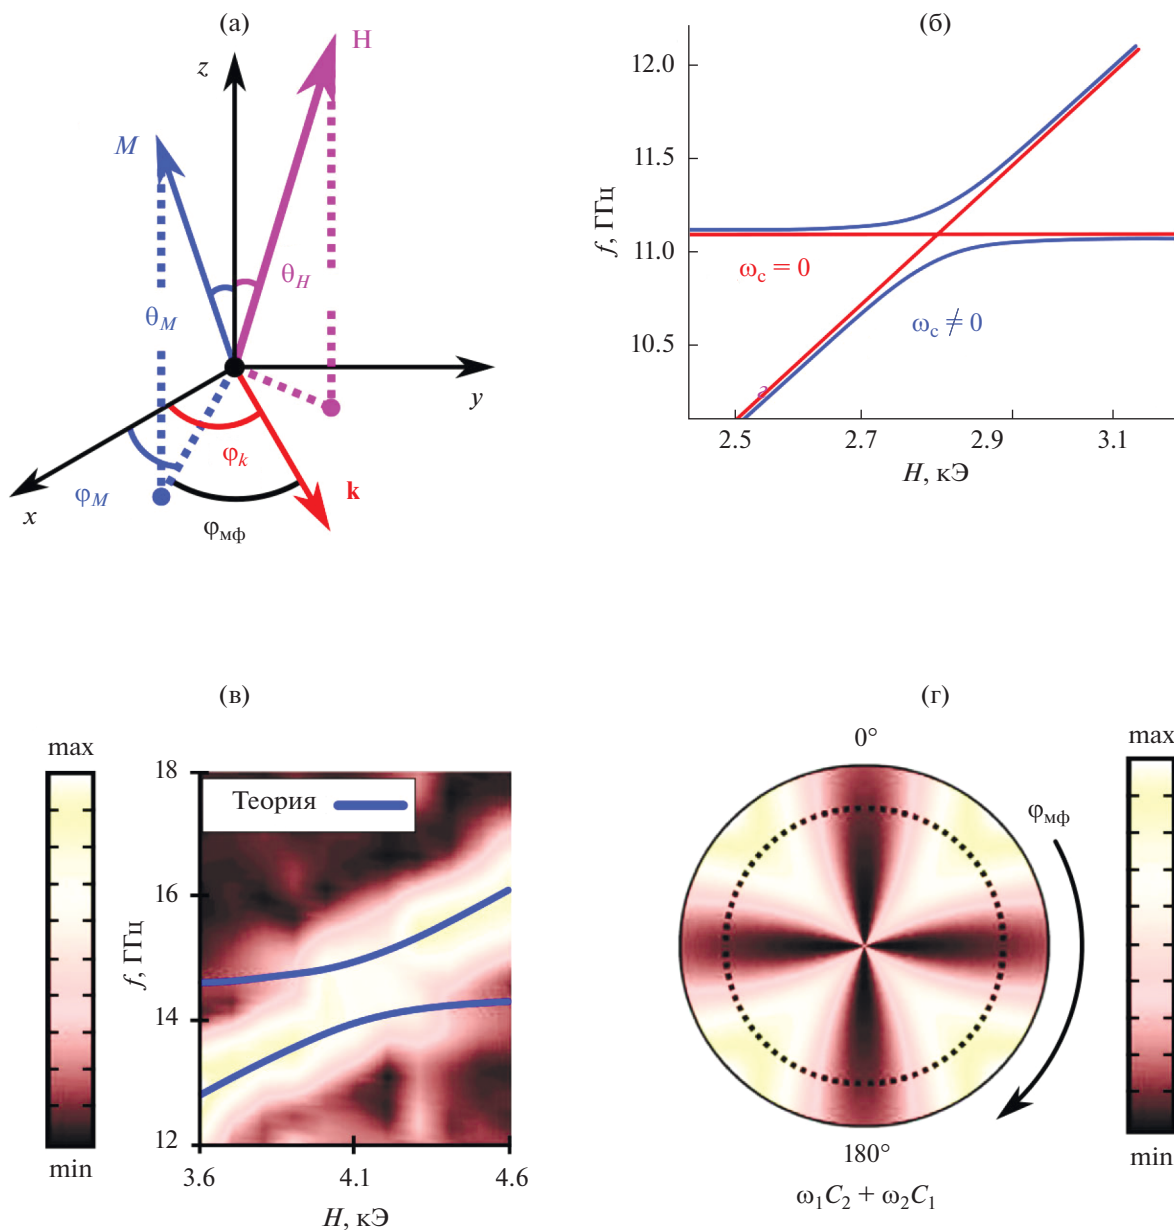 (а)
H
z
M
θH
θM
y
φk
φM
k
x
φмф
(б)
12.0
11.5
f, ГГц
11.0
ωc = 0
ωc ≠ 0
10.5
2.5 2.7 2.9 3.1
H, кЭ
(в)
max
18
Теория
16
f, ГГц
14
12
min
3.6 4.1 4.6
H, кЭ
(г)
0°
max
φмф
180°
min
ω1C2 + ω2C1